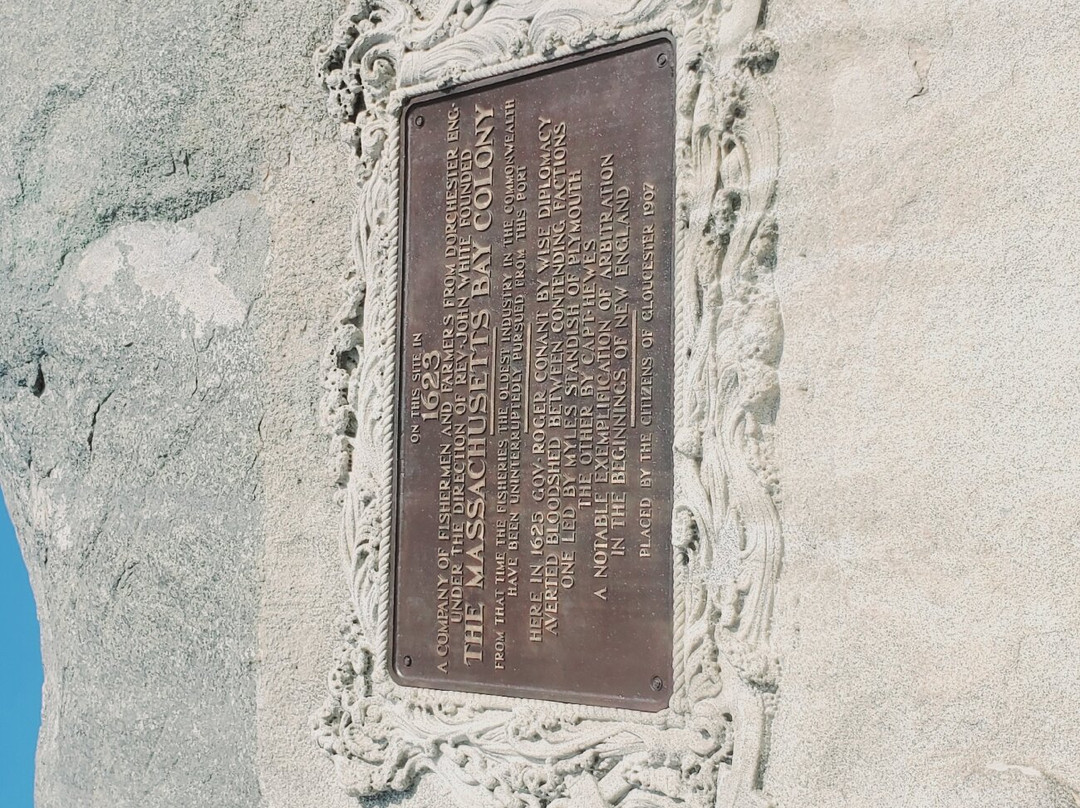 ON THIS SITE IN
1623
A COMPANY OF FISHERMEN AND FARMERS FROM DORCHESTER ENG.
UNDER THE DIRECTION OF REV. JOHN WHITE FOUNDED
THE MASSACHUSETTS BAY COLONY
FROM THAT TIME THE FISHERIES THE OLDEST INDUSTRY IN THE COMMONWEALTH
HAVE BEEN UNINTERRUPTEDLY PURSUED FROM THIS PORT
HERE IN 1625 GOV. ROGER CONANT BY WISE DIPLOMACY
AVERTED BLOODSHED BETWEEN CONTENDING FACTIONS
ONE LED BY MYLES STANDISH OF PLYMOUTH
THE OTHER BY CAPT. HEWES
A NOTABLE EXEMPLIFICATION OF ARBITRATION
IN THE BEGINNINGS OF NEW ENGLAND
PLACED BY THE CITIZENS OF GLOUCESTER 1907